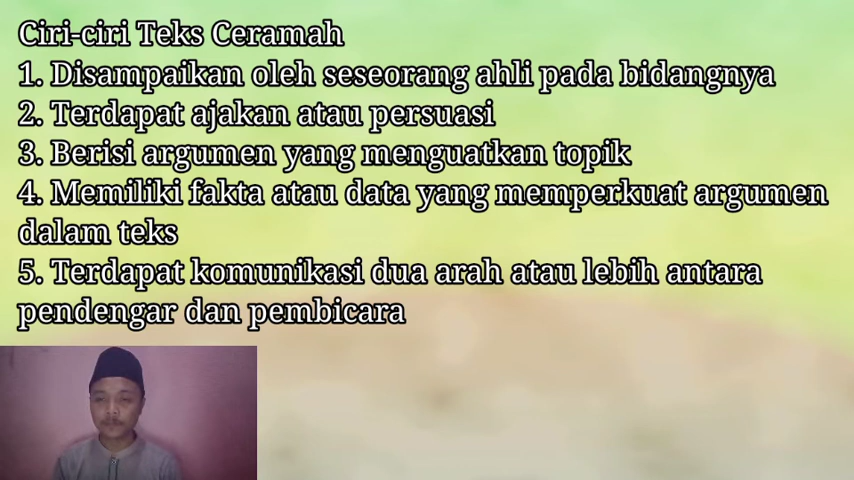 Ciri-ciri Teks Ceramah
1. Disampaikan oleh seseorang ahli pada bidangnya
2. Terdapat ajakan atau persuasi
3. Berisi argumen yang menguatkan topik
4. Memiliki fakta atau data yang memperkuat argumen
dalam teks
5. Terdapat komunikasi dua arah atau lebih antara
pendengar dan pembicara